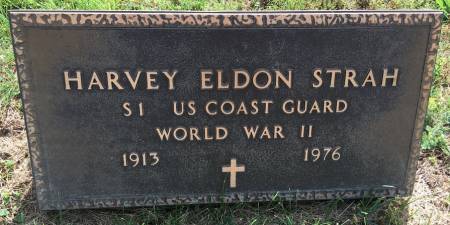 HARVEY ELDON STRAH
S1 US COAST GUARD
WORLD WAR II
1913 1976